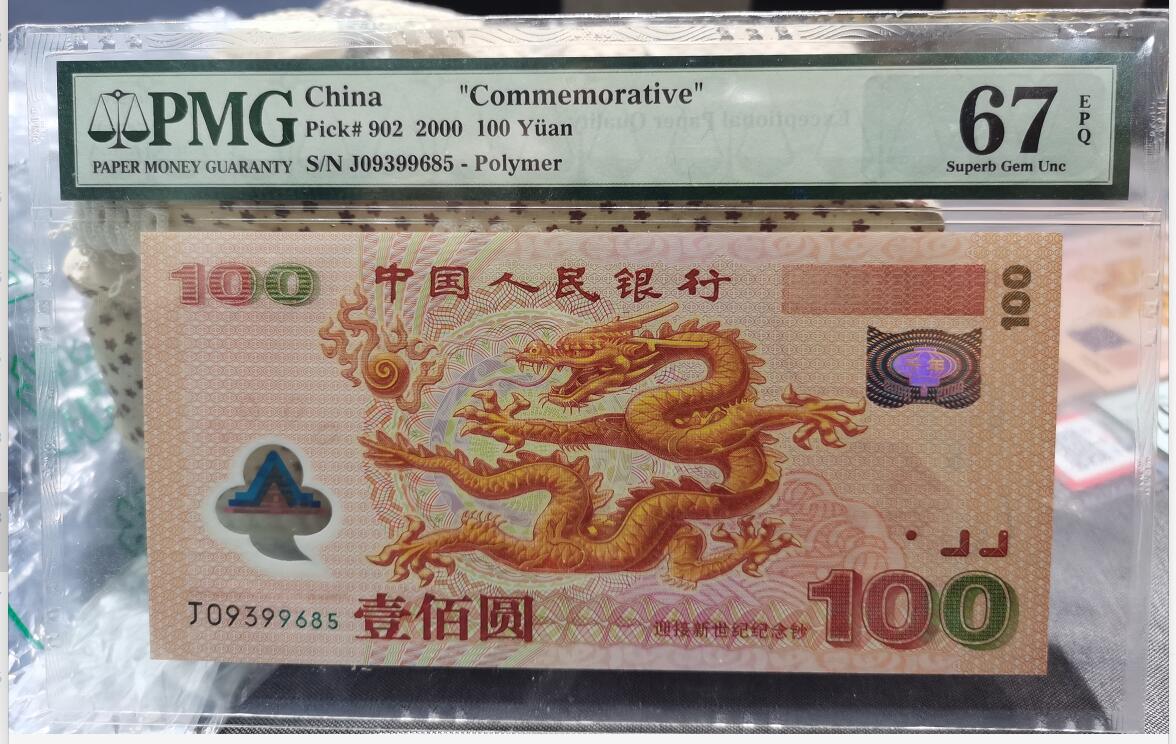 PMG
PAPER MONEY GUARANTY
China "Commemorative"
Pick# 902 2000 100 Yüan
S/N J09399685 - Polymer
67
EPQ
Superb Gem Unc
100
中国人民银行
100
J09399685
壹佰圆
迎接新世纪纪念钞
100